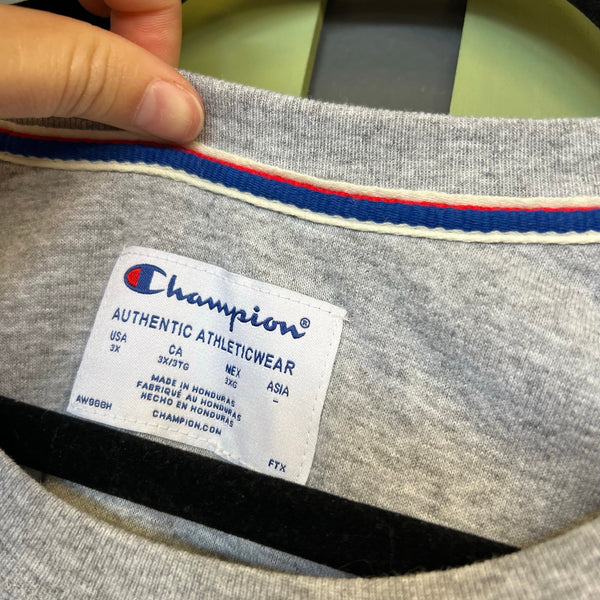 Champion®
AUTHENTIC ATHLETICWEAR
USA CA MEX ASIA
3X 3X/3TG 3XG –
MADE IN HONDURAS
FABRIQUÉ AU HONDURAS
HECHO EN HONDURAS
AW998H CHAMPION.COM
FTX